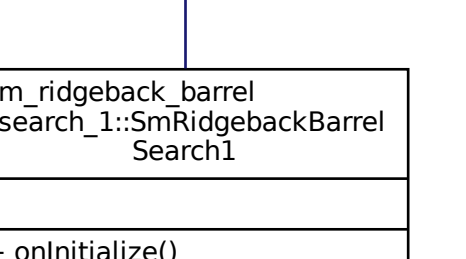 m_ridgeback_barrel
search_1::SmRidgebackBarrel
Search1
+ onInitialize()